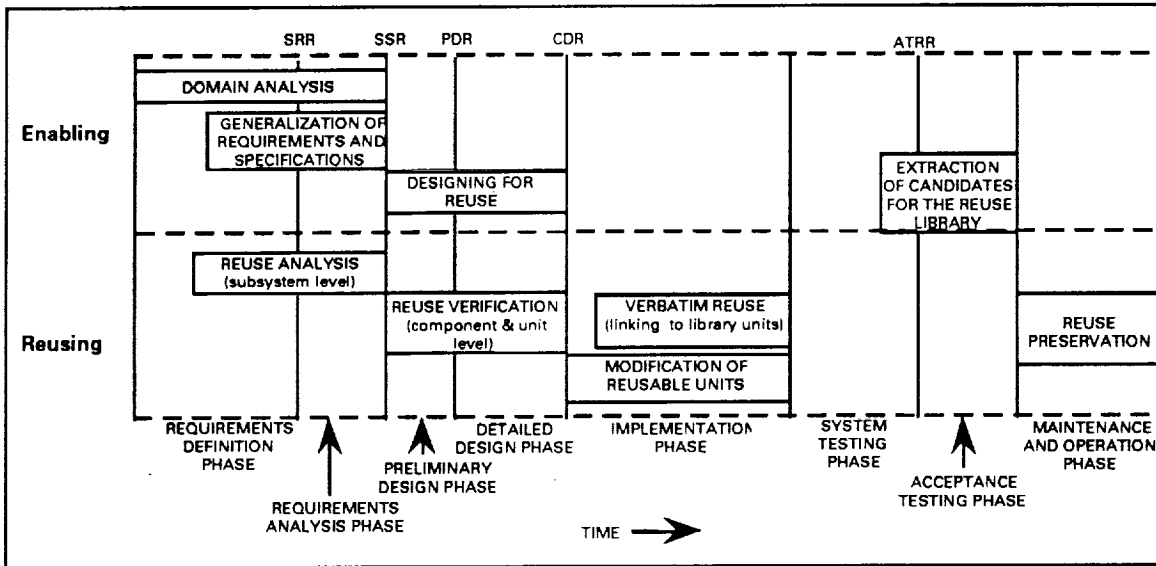 SRR SSR PDR CDR ATRR
DOMAIN ANALYSIS
Enabling
GENERALIZATION OF
REQUIREMENTS AND
SPECIFICATIONS
DESIGNING FOR
REUSE
EXTRACTION
OF CANDIDATES
FOR THE REUSE
LIBRARY
Reusing
REUSE ANALYSIS
(subsystem level)
REUSE VERIFICATION
(component & unit
level)
VERBATIM REUSE
(linking to library units)
MODIFICATION OF
REUSABLE UNITS
REUSE
PRESERVATION
REQUIREMENTS
DEFINITION
PHASE
REQUIREMENTS
ANALYSIS PHASE
PRELIMINARY
DESIGN PHASE
DETAILED
DESIGN PHASE
IMPLEMENTATION
PHASE
SYSTEM
TESTING
PHASE
ACCEPTANCE
TESTING PHASE
MAINTENANCE
AND OPERATION
PHASE
TIME